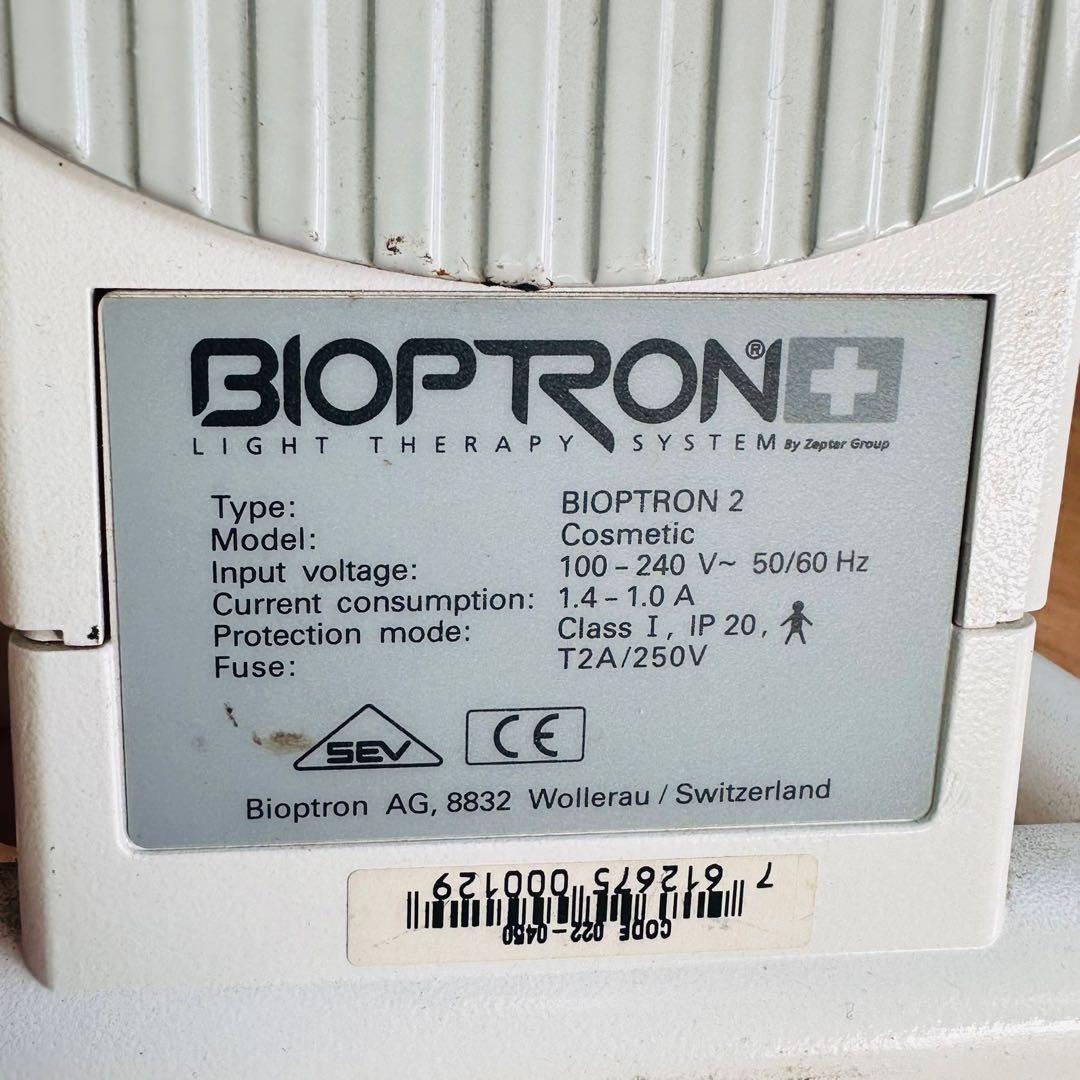 BIOPTRON®
LIGHT THERAPY SYSTEM By Zepter Group
Type: BIOPTRON 2
Model: Cosmetic
Input voltage: 100 – 240 V~ 50/60 Hz
Current consumption: 1.4 – 1.0 A
Protection mode: Class I, IP 20,
Fuse: T2A/250V
SEV CE
Bioptron AG, 8832 Wollerau / Switzerland
CODE 022-0450
7 612675 000129